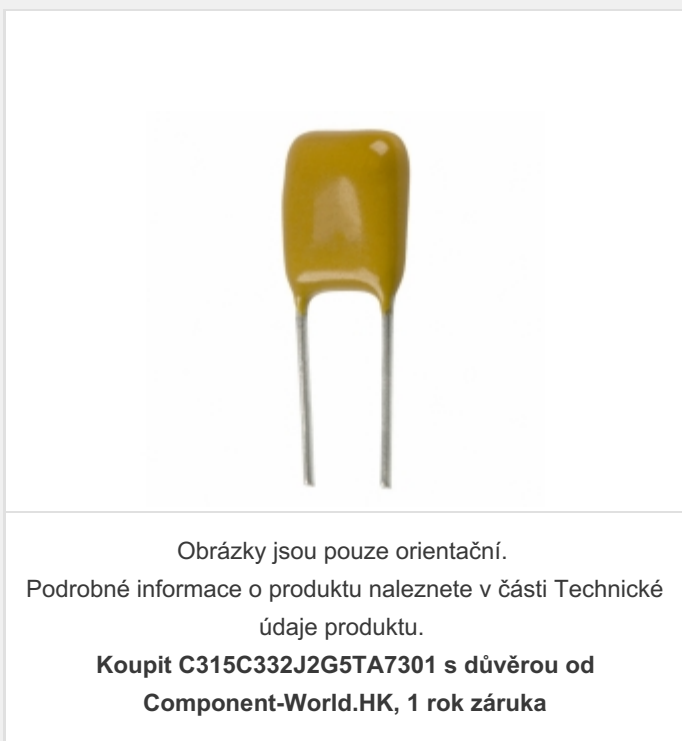 Obrázky jsou pouze orientační.
Podrobné informace o produktu naleznete v části Technické
údaje produktu.
Koupit C315C332J2G5TA7301 s důvěrou od
Component-World.HK, 1 rok záruka